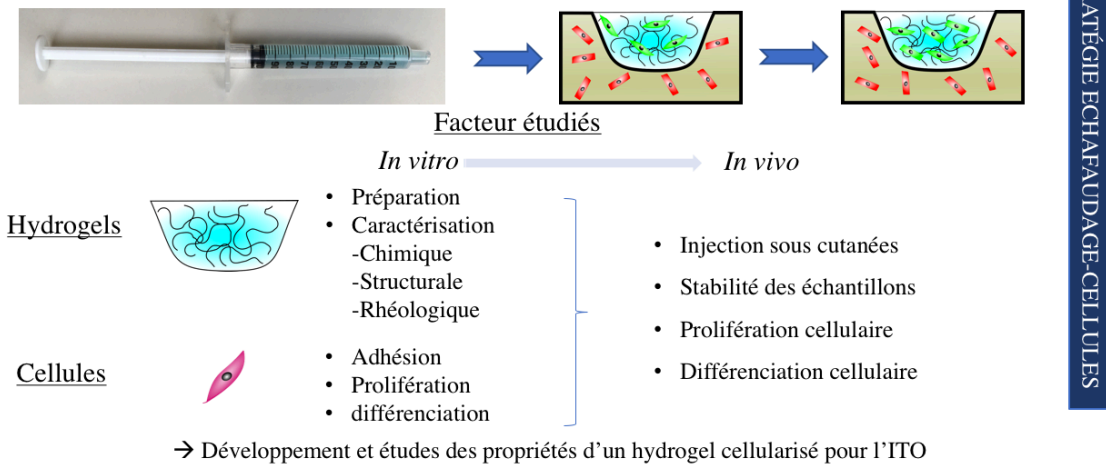 Facteur étudiés
In vitro
In vivo
Hydrogels
• Préparation
• Caractérisation
-Chimique
-Structurale
-Rhéologique
Cellules
• Adhésion
• Prolifération
• différenciation
• Injection sous cutanées
• Stabilité des échantillons
• Prolifération cellulaire
• Différenciation cellulaire
→ Développement et études des propriétés d’un hydrogel cellularisé pour l’ITO
ATÉGIE ECHAFAUDAGE-CELLULES